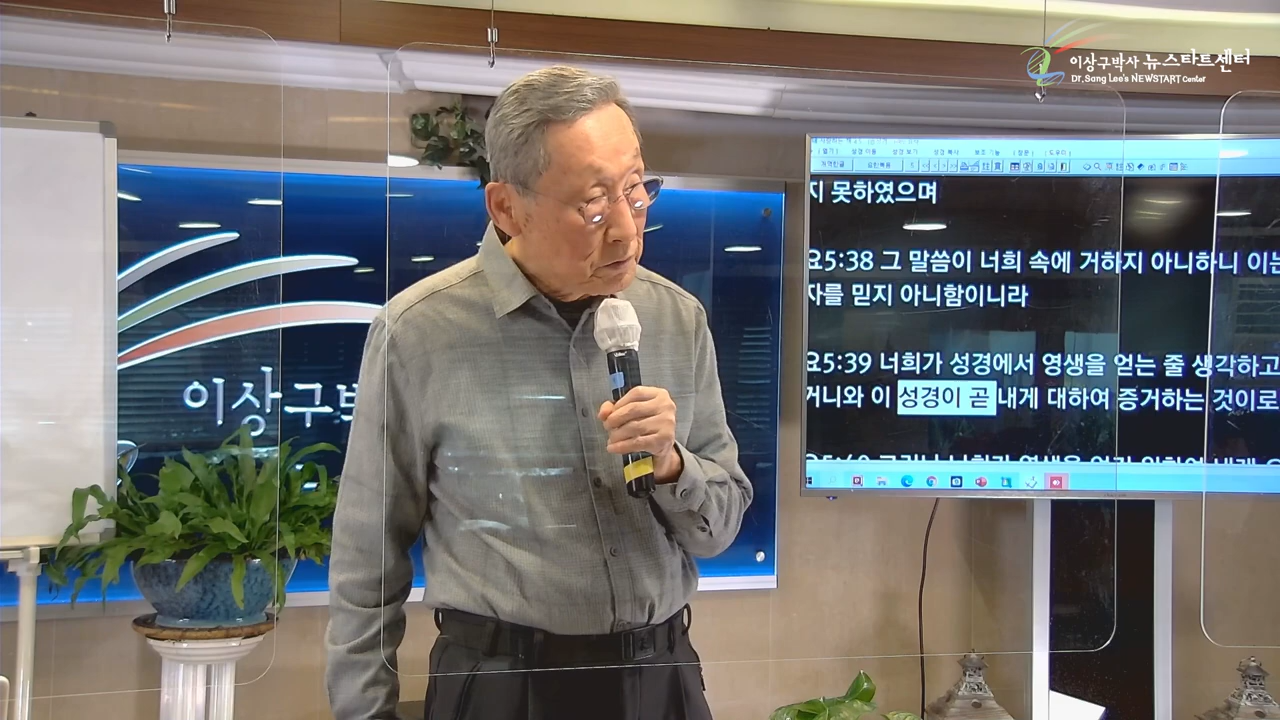 이상구박사 뉴스타트센터
Dr. Sang Lee's NEWSTART Center
이상구박
지 못하였으며
요5:38 그 말씀이 너희 속에 거하지 아니하니 이는
자를 믿지 아니함이니라
요5:39 너희가 성경에서 영생을 얻는 줄 생각하고
거니와 이 성경이 곧 내게 대하여 증거하는 것이로